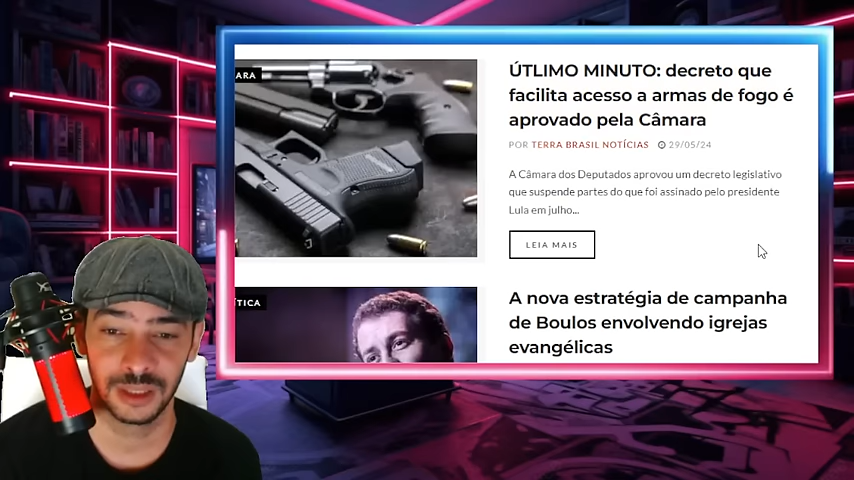 ARA
ÚTLIMO MINUTO: decreto que
facilita acesso a armas de fogo é
aprovado pela Câmara
POR TERRA BRASIL NOTÍCIAS 29/05/24
A Câmara dos Deputados aprovou um decreto legislativo
que suspende partes do que foi assinado pelo presidente
Lula em julho...
LEIA MAIS
ÍTICA
A nova estratégia de campanha
de Boulos envolvendo igrejas
evangélicas